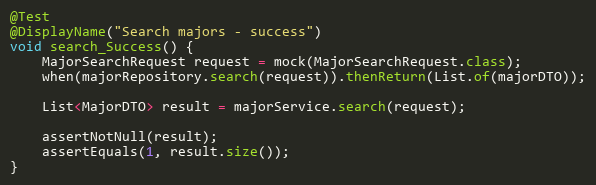 @Test
@DisplayName("Search majors - success")
void search_Success() {
    MajorSearchRequest request = mock(MajorSearchRequest.class);
    when(majorRepository.search(request)).thenReturn(List.of(majorDTO));

    List<MajorDTO> result = majorService.search(request);

    assertNotNull(result);
    assertEquals(1, result.size());
}